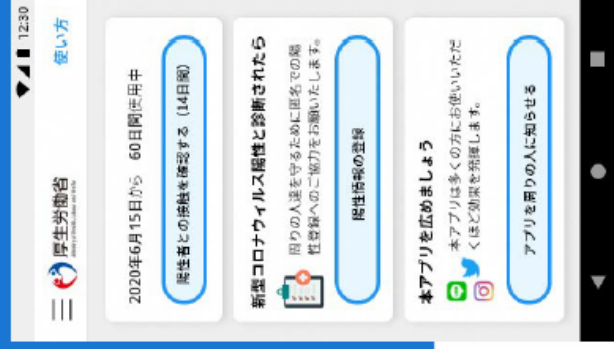 12:30
厚生労働省
使い方
2020年6月15日から 60日間使用中
陽性者との接触を確認する（14日間）
新型コロナウィルス陽性と診断されたら
周りの人達を守るために匿名での陽
性登録へのご協力をお願いいたします。
陽性情報の登録
本アプリを広めましょう
本アプリは多くの方にお使いいただ
くほど効果を発揮します。
アプリを周りの人に知らせる